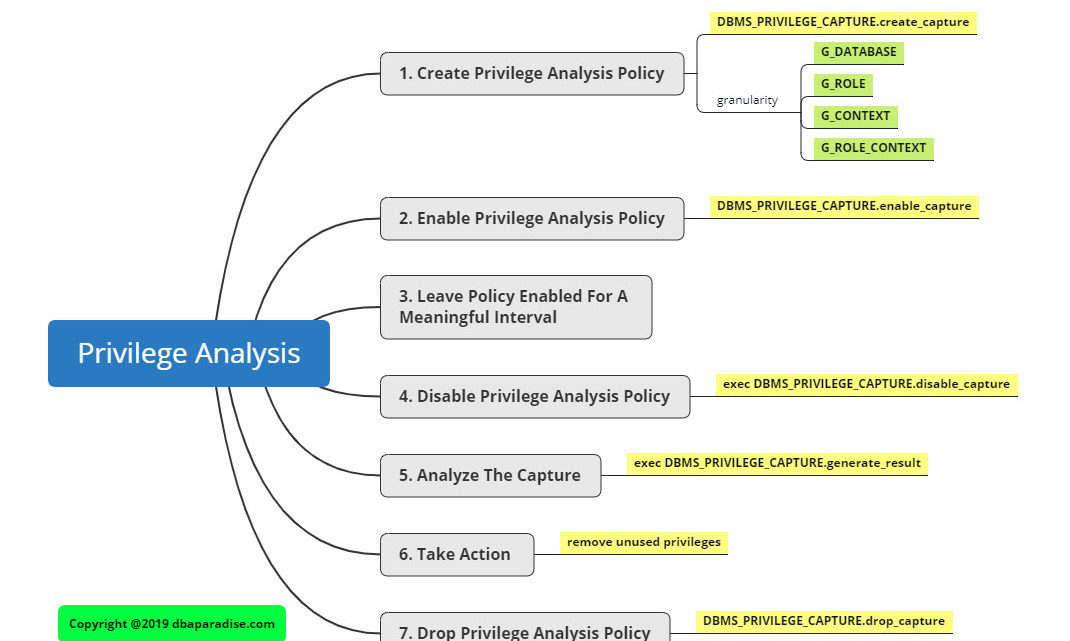 DBMS_PRIVILEGE_CAPTURE.create_capture
1. Create Privilege Analysis Policy
granularity
G_DATABASE
G_ROLE
G_CONTEXT
G_ROLE_CONTEXT
2. Enable Privilege Analysis Policy
DBMS_PRIVILEGE_CAPTURE.enable_capture
3. Leave Policy Enabled For A
Meaningful Interval
Privilege Analysis
4. Disable Privilege Analysis Policy
exec DBMS_PRIVILEGE_CAPTURE.disable_capture
5. Analyze The Capture
exec DBMS_PRIVILEGE_CAPTURE.generate_result
6. Take Action
remove unused privileges
7. Drop Privilege Analysis Policy
DBMS_PRIVILEGE_CAPTURE.drop_capture
Copyright @2019 dbaparadise.com